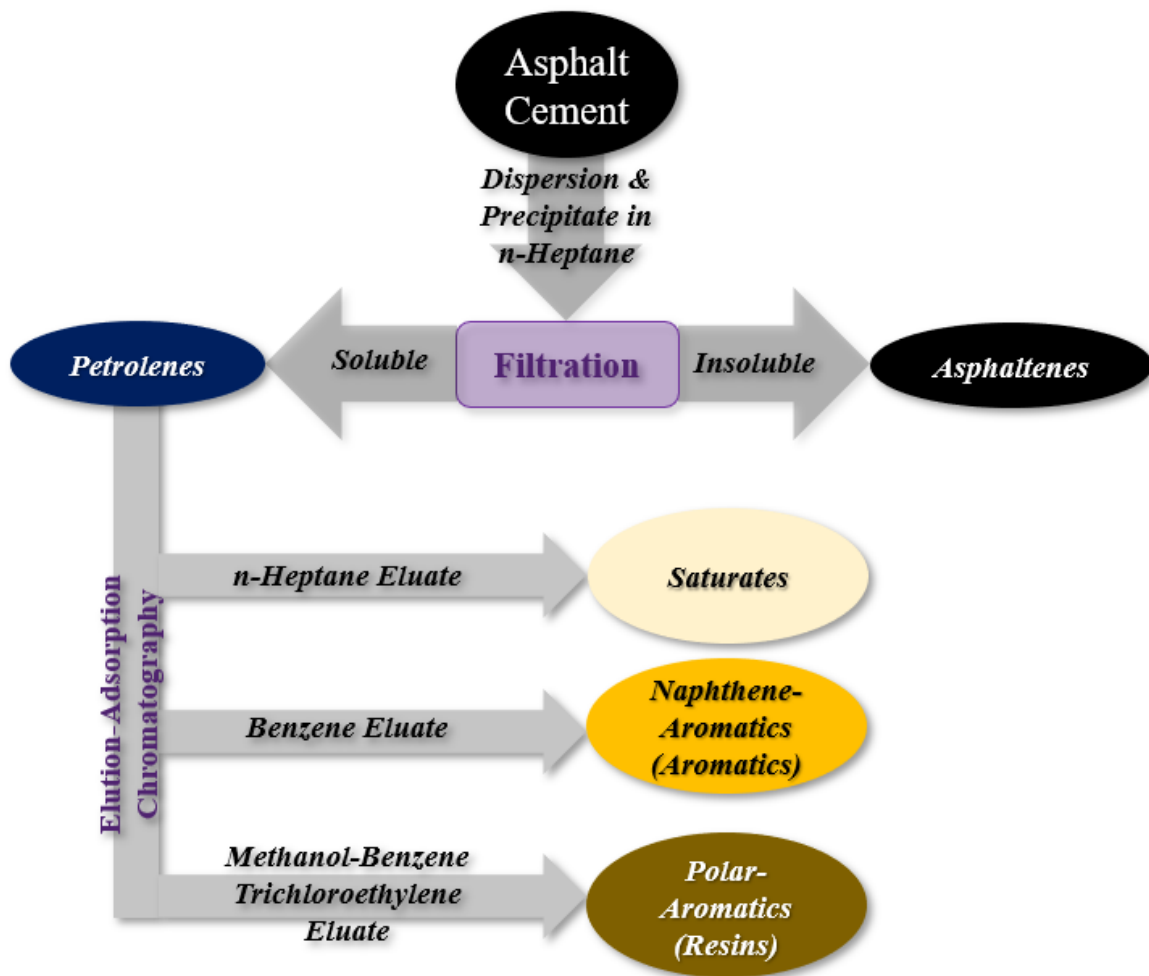 Asphalt
Cement
Dispersion &
Precipitate in
n-Heptane
Petrolenes
Soluble
Filtration
Insoluble
Asphaltenes
Elution-Adsorption
Chromatography
n-Heptane Eluate
Saturates
Benzene Eluate
Naphthene-
Aromatics
(Aromatics)
Methanol-Benzene
Trichloroethylene
Eluate
Polar-
Aromatics
(Resins)